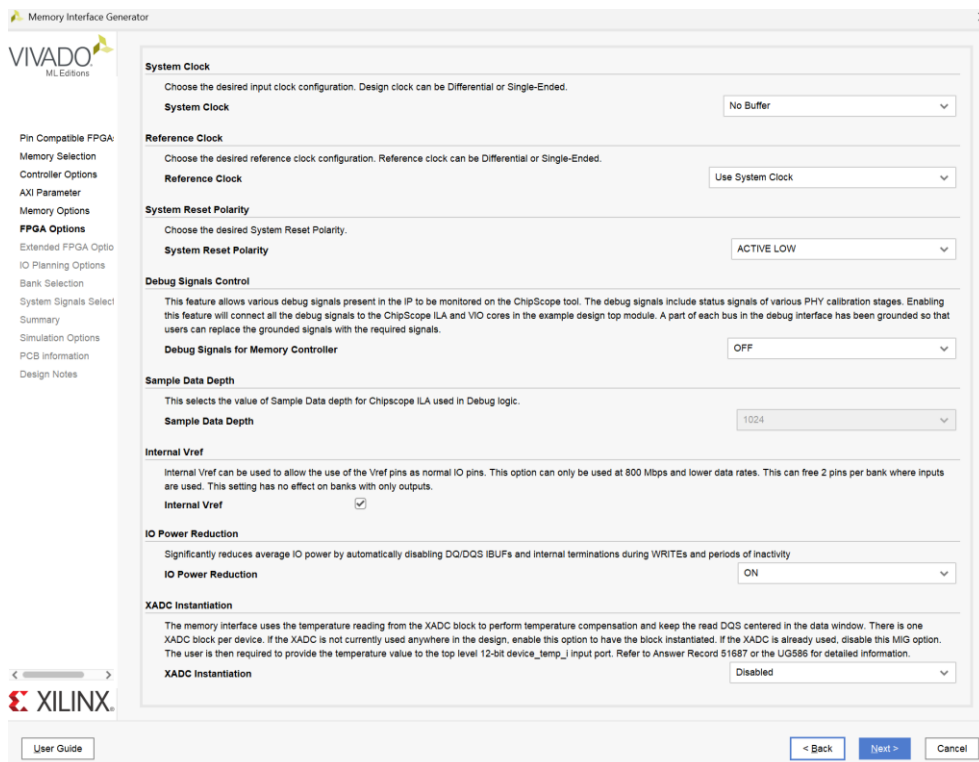 Memory Interface Generator
VIVADO
ML Editions
Pin Compatible FPGA
Memory Selection
Controller Options
AXI Parameter
Memory Options
FPGA Options
Extended FPGA Optio
IO Planning Options
Bank Selection
System Signals Select
Summary
Simulation Options
PCB information
Design Notes
System Clock
Choose the desired input clock configuration. Design clock can be Differential or Single-Ended.
System Clock No Buffer
Reference Clock
Choose the desired reference clock configuration. Reference clock can be Differential or Single-Ended.
Reference Clock Use System Clock
System Reset Polarity
Choose the desired System Reset Polarity.
System Reset Polarity ACTIVE LOW
Debug Signals Control
This feature allows various debug signals present in the IP to be monitored on the ChipScope tool. The debug signals include status signals of various PHY calibration stages. Enabling
this feature will connect all the debug signals to the ChipScope ILA and VIO cores in the example design top module. A part of each bus in the debug interface has been grounded so that
users can replace the grounded signals with the required signals.
Debug Signals for Memory Controller OFF
Sample Data Depth
This selects the value of Sample Data depth for Chipscope ILA used in Debug logic.
Sample Data Depth 1024
Internal Vref
Internal Vref can be used to allow the use of the Vref pins as normal IO pins. This option can only be used at 800 Mbps and lower data rates. This can free 2 pins per bank where inputs
are used. This setting has no effect on banks with only outputs.
Internal Vref
IO Power Reduction
Significantly reduces average IO power by automatically disabling DQ/DQS IBUFs and internal terminations during WRITEs and periods of inactivity
IO Power Reduction ON
XADC Instantiation
The memory interface uses the temperature reading from the XADC block to perform temperature compensation and keep the read DQS centered in the data window. There is one
XADC block per device. If the XADC is not currently used anywhere in the design, enable this option to have the block instantiated. If the XADC is already used, disable this MIG option.
The user is then required to provide the temperature value to the top level 12-bit device_temp_i input port. Refer to Answer Record 51687 or the UG586 for detailed information.
XADC Instantiation Disabled
XILINX.
User Guide < Back Next > Cancel